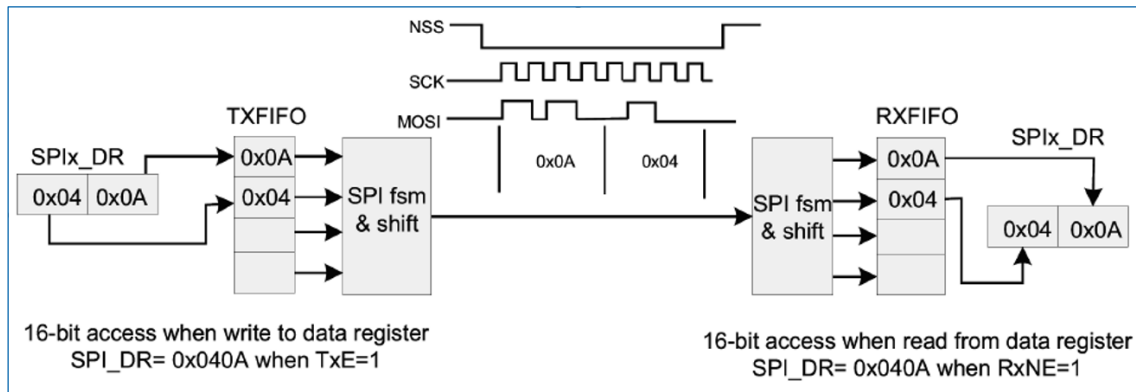 NSS
SCK
MOSI
TXFIFO
RXFIFO
SPIx_DR
0x04 0x0A
0x0A
0x04
SPI fsm
& shift
0x0A 0x04
SPI fsm
& shift
0x0A
0x04
SPIx_DR
0x04 0x0A
16-bit access when write to data register
SPI_DR= 0x040A when TxE=1
16-bit access when read from data register
SPI_DR= 0x040A when RxNE=1